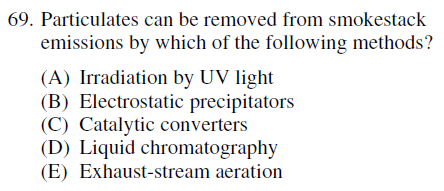 69. Particulates can be removed from smokestack
emissions by which of the following methods?
(A) Irradiation by UV light
(B) Electrostatic precipitators
(C) Catalytic converters
(D) Liquid chromatography
(E) Exhaust-stream aeration